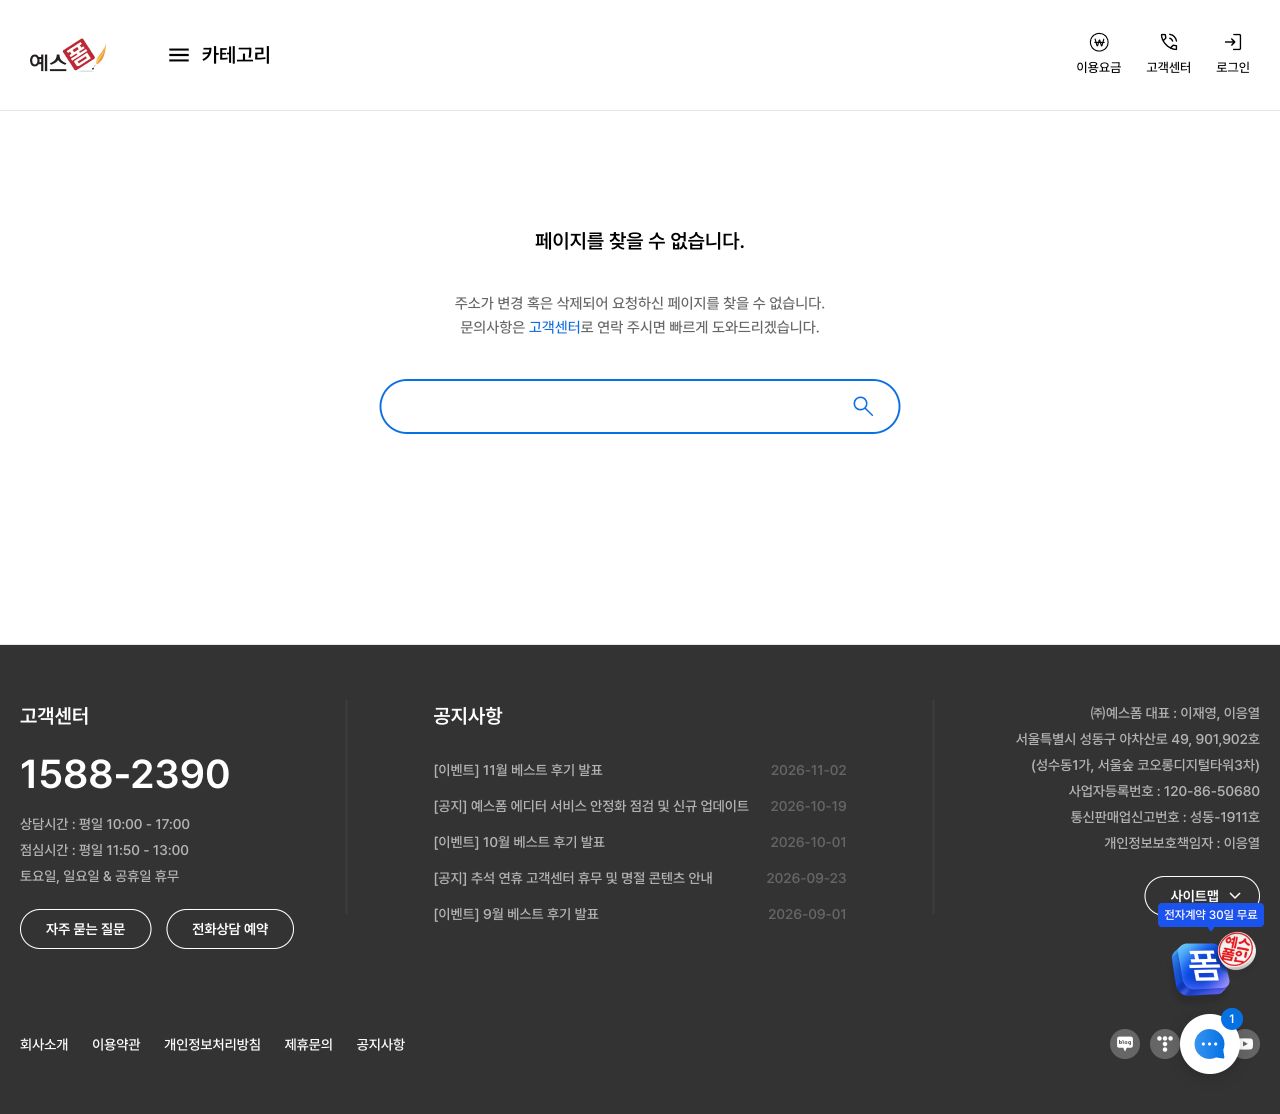 예스폼
카테고리
이용요금
고객센터
로그인
페이지를 찾을 수 없습니다.
주소가 변경 혹은 삭제되어 요청하신 페이지를 찾을 수 없습니다.
문의사항은 고객센터로 연락 주시면 빠르게 도와드리겠습니다.
고객센터
1588-2390
상담시간 : 평일 10:00 - 17:00
점심시간 : 평일 11:50 - 13:00
토요일, 일요일 & 공휴일 휴무
자주 묻는 질문
전화상담 예약
공지사항
[이벤트] 11월 베스트 후기 발표 2026-11-02
[공지] 예스폼 에디터 서비스 안정화 점검 및 신규 업데이트 2026-10-19
[이벤트] 10월 베스트 후기 발표 2026-10-01
[공지] 추석 연휴 고객센터 휴무 및 명절 콘텐츠 안내 2026-09-23
[이벤트] 9월 베스트 후기 발표 2026-09-01
㈜예스폼 대표 : 이재영, 이응열
서울특별시 성동구 아차산로 49, 901,902호
(성수동1가, 서울숲 코오롱디지털타워3차)
사업자등록번호 : 120-86-50680
통신판매업신고번호 : 성동-1911호
개인정보보호책임자 : 이응열
사이트맵
전자계약 30일 무료
예스
폼인
폼
회사소개
이용약관
개인정보처리방침
제휴문의
공지사항
blog
1